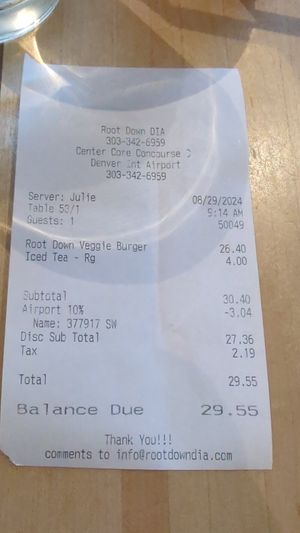 Root Down DIA
303-342-6959
Center Core Concourse C
Denver Int Airport
303-342-6959
Server: Julie 08/29/2024
Table 53/1 9:14 AM
Guests: 1 50049
Root Down Veggie Burger 26.40
Iced Tea - Rg 4.00
Subtotal 30.40
Airport 10% -3.04
Name: 377917 SW
Disc Sub Total 27.36
Tax 2.19
Total 29.55
Balance Due 29.55
Thank You!!!
comments to info@rootdowndia.com